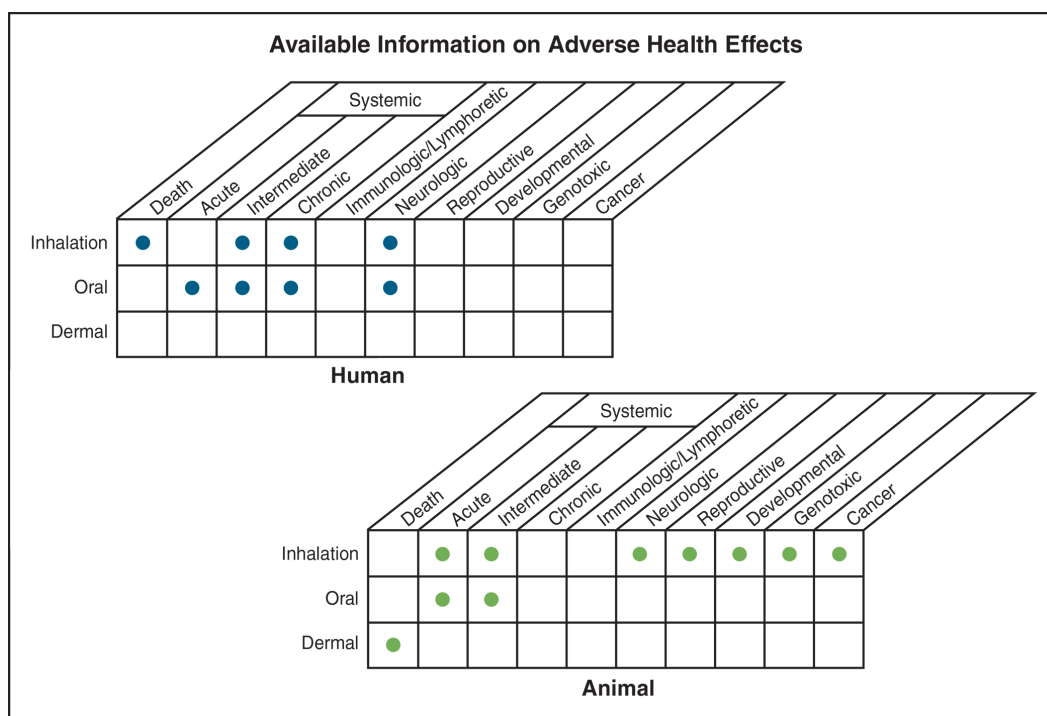 Available Information on Adverse Health Effects
Systemic
Death
Acute
Intermediate
Chronic
Immunologic/Lymphoretic
Neurologic
Reproductive
Developmental
Genotoxic
Cancer
Inhalation
Oral
Dermal
Human
Systemic
Death
Acute
Intermediate
Chronic
Immunologic/Lymphoretic
Neurologic
Reproductive
Developmental
Genotoxic
Cancer
Inhalation
Oral
Dermal
Animal